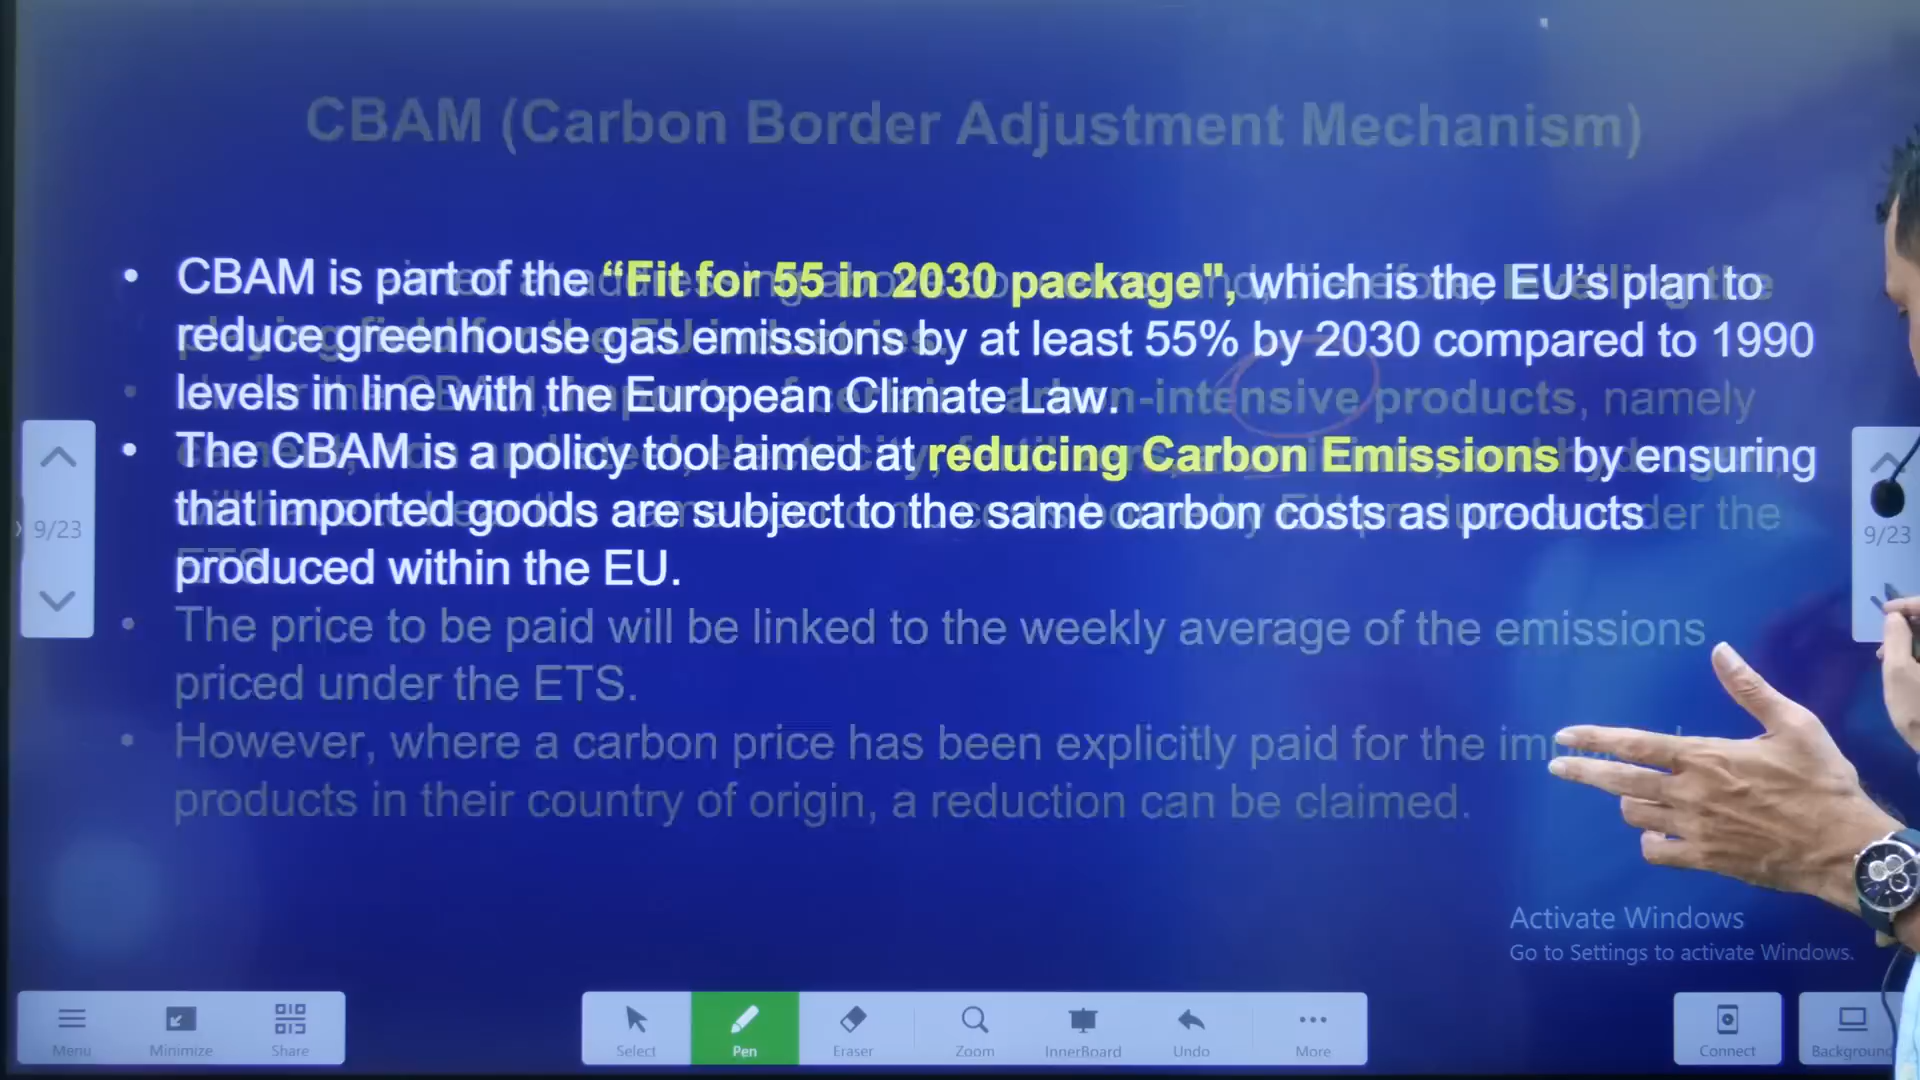 CBAM (Carbon Border Adjustment Mechanism)
• CBAM is part of the “Fit for 55 in 2030 package", which is the EU’s plan to
reduce greenhouse gas emissions by at least 55% by 2030 compared to 1990
levels in line with the European Climate Law.
-intensive products, namely
• The CBAM is a policy tool aimed at reducing Carbon Emissions by ensuring
that imported goods are subject to the same carbon costs as products
under the
produced within the EU.
• The price to be paid will be linked to the weekly average of the emissions
priced under the ETS.
• However, where a carbon price has been explicitly paid for the
products in their country of origin, a reduction can be claimed.
9/23
9/23
Activate Windows
Go to Settings to activate Windows.
Menu
Minimize
Share
Select
Pen
Eraser
Zoom
InnerBoard
Undo
More
Connect
Background